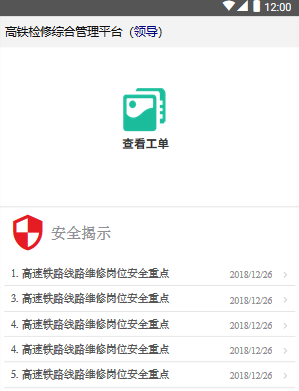 12:00
高铁检修综合管理平台（领导）
查看工单
安全揭示
1. 高速铁路线路维修岗位安全重点 2018/12/26
3. 高速铁路线路维修岗位安全重点 2018/12/26
4. 高速铁路线路维修岗位安全重点 2018/12/26
4. 高速铁路线路维修岗位安全重点 2018/12/26
5. 高速铁路线路维修岗位安全重点 2018/12/26